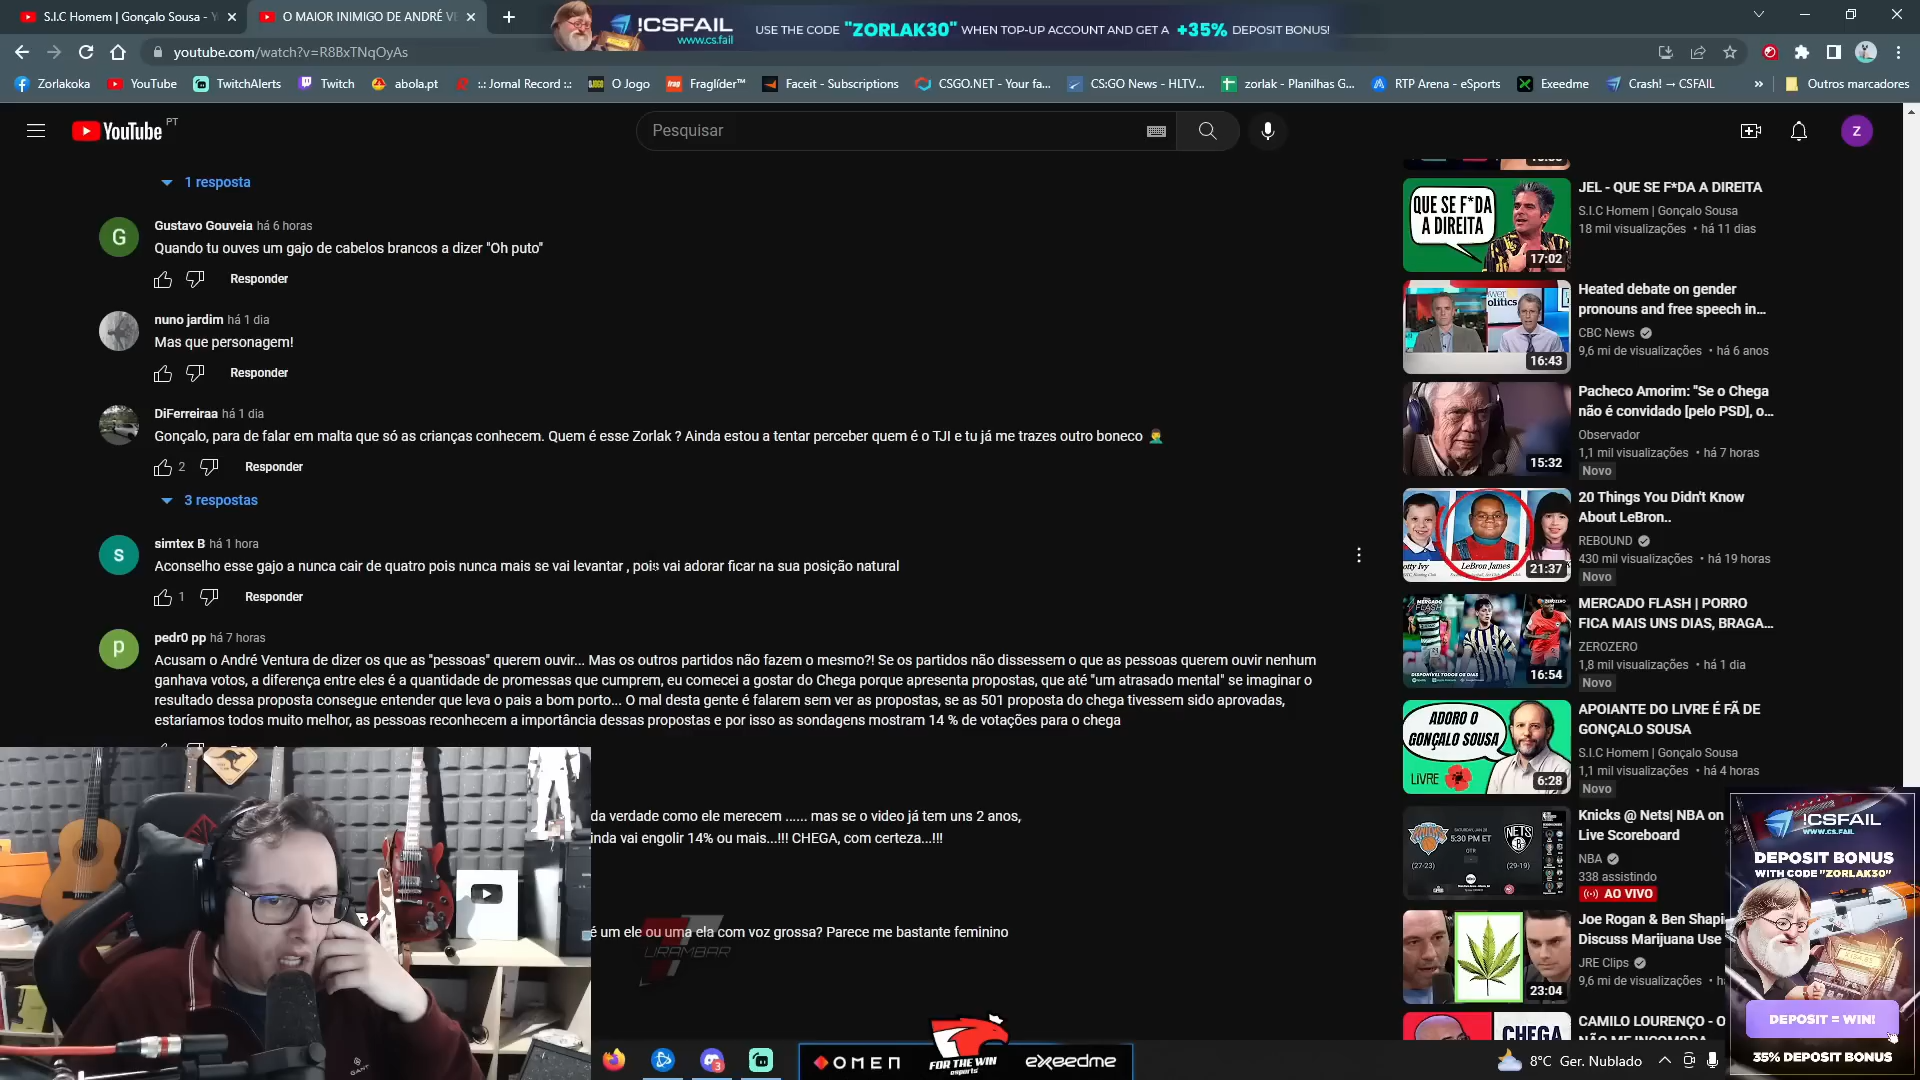 S.I.C Homem | Gonçalo Sousa - Y
O MAIOR INIMIGO DE ANDRÉ VE
!CSFAIL
www.cs.fail
USE THE CODE "ZORLAK30" WHEN TOP-UP ACCOUNT AND GET A +35% DEPOSIT BONUS!
youtube.com/watch?v=R8BxTNqOyAs
Zorlakoka
YouTube
TwitchAlerts
Twitch
abola.pt
::: Jornal Record :::
O Jogo
Fraglíder™
Faceit - Subscriptions
CSGO.NET - Your fa...
CS:GO News - HLTV...
zorlak - Planilhas G...
RTP Arena - eSports
Exeedme
Crash! → CSFAIL
»
Outros marcadores
YouTube PT
Pesquisar
Z
1 resposta
G
Gustavo Gouveia há 6 horas
Quando tu ouves um gajo de cabelos brancos a dizer "Oh puto"
Responder
nuno jardim há 1 dia
Mas que personagem!
Responder
DiFerreiraa há 1 dia
Gonçalo, para de falar em malta que só as crianças conhecem. Quem é esse Zorlak ? Ainda estou a tentar perceber quem é o TJI e tu já me trazes outro boneco 🤦‍♂️
2 Responder
3 respostas
s
simtex B há 1 hora
Aconselho esse gajo a nunca cair de quatro pois nunca mais se vai levantar , pois vai adorar ficar na sua posição natural
1 Responder
p
pedr0 pp há 7 horas
Acusam o André Ventura de dizer os que as "pessoas" querem ouvir... Mas os outros partidos não fazem o mesmo?! Se os partidos não dissessem o que as pessoas querem ouvir nenhum
ganhava votos, a diferença entre eles é a quantidade de promessas que cumprem, eu comecei a gostar do Chega porque apresenta propostas, que até "um atrasado mental" se imaginar o
resultado dessa proposta consegue entender que leva o pais a bom porto... O mal desta gente é falarem sem ver as propostas, se as 501 proposta do chega tivessem sido aprovadas,
estaríamos todos muito melhor, as pessoas reconhecem a importância dessas propostas e por isso as sondagens mostram 14 % de votações para o chega
da verdade como ele merecem ...... mas se o video já tem uns 2 anos,
inda vai engolir 14% ou mais...!!! CHEGA, com certeza...!!!
é um ele ou uma ela com voz grossa? Parece me bastante feminino
URAMBAR
QUE SE F*DA
A DIREITA
17:02
JEL - QUE SE F*DA A DIREITA
S.I.C Homem | Gonçalo Sousa
18 mil visualizações • há 11 dias
16:43
Heated debate on gender
pronouns and free speech in...
CBC News
9,6 mi de visualizações • há 6 anos
15:32
Pacheco Amorim: "Se o Chega
não é convidado [pelo PSD], o...
Observador
1,1 mil visualizações • há 7 horas
Novo
LeBron James
21:37
20 Things You Didn't Know
About LeBron..
REBOUND
430 mil visualizações • há 19 horas
Novo
MERCADO FLASH
16:54
MERCADO FLASH | PORRO
FICA MAIS UNS DIAS, BRAGA...
ZEROZERO
1,8 mil visualizações • há 1 dia
Novo
ADORO O
GONÇALO SOUSA
LIVRE
6:28
APOIANTE DO LIVRE É FÃ DE
GONÇALO SOUSA
S.I.C Homem | Gonçalo Sousa
1,1 mil visualizações • há 4 horas
Novo
5:30 PM ET
(27-23)
(29-19)
NETS
Knicks @ Nets| NBA on
Live Scoreboard
NBA
338 assistindo
AO VIVO
23:04
Joe Rogan & Ben Shapi
Discuss Marijuana Use
JRE Clips
9,6 mi de visualizações • h
CHEGA
CAMILO LOURENÇO - O
!CSFAIL
WWW.CS.FAIL
DEPOSIT BONUS
WITH CODE "ZORLAK30"
DEPOSIT = WIN!
35% DEPOSIT BONUS
GANT
3
OMEN
FOR THE WIN
esports
exeedme
8°C Ger. Nublado